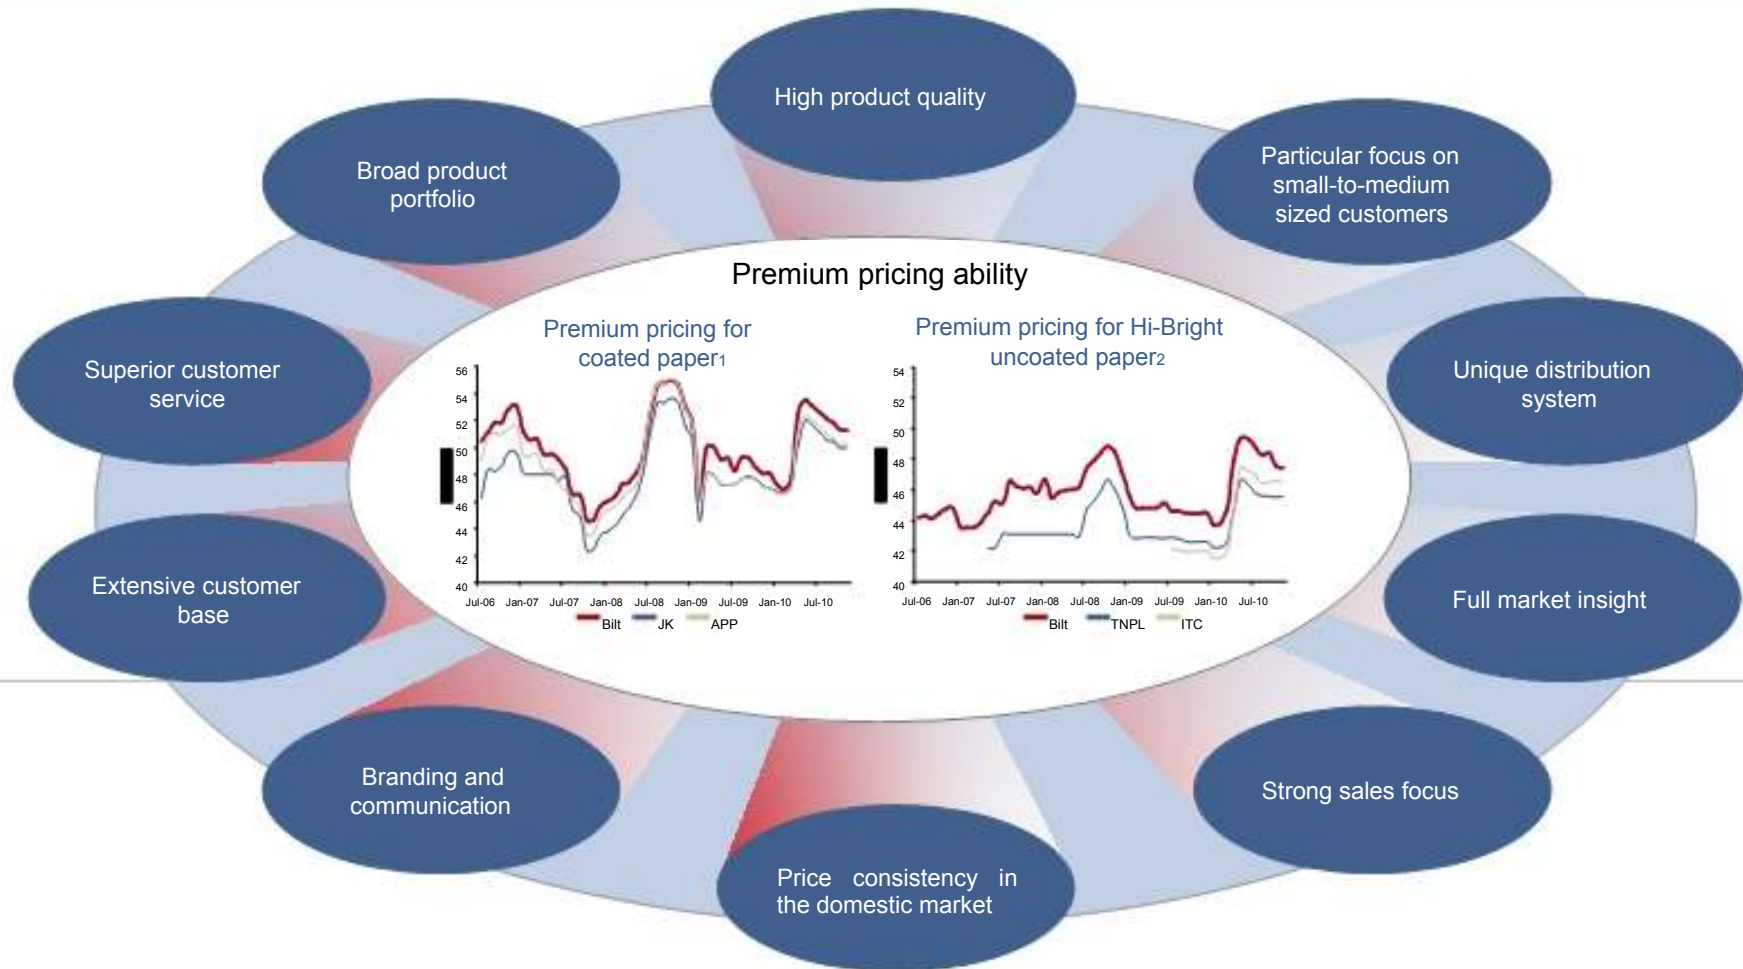 High product quality
Broad product
portfolio
Particular focus on
small-to-medium
sized customers
Superior customer
service
Unique distribution
system
Extensive customer
base
Full market insight
Branding and
communication
Strong sales focus
Price consistency in
the domestic market
Premium pricing ability
Premium pricing for
coated paper1
56
54
52
50
48
46
44
42
40
Jul-06 Jan-07 Jul-07 Jan-08 Jul-08 Jan-09 Jul-09 Jan-10 Jul-10
Bilt JK APP
Premium pricing for Hi-Bright
uncoated paper2
54
52
50
48
46
44
42
40
Jul-06 Jan-07 Jul-07 Jan-08 Jul-08 Jan-09 Jul-09 Jan-10 Jul-10
Bilt TNPL ITC